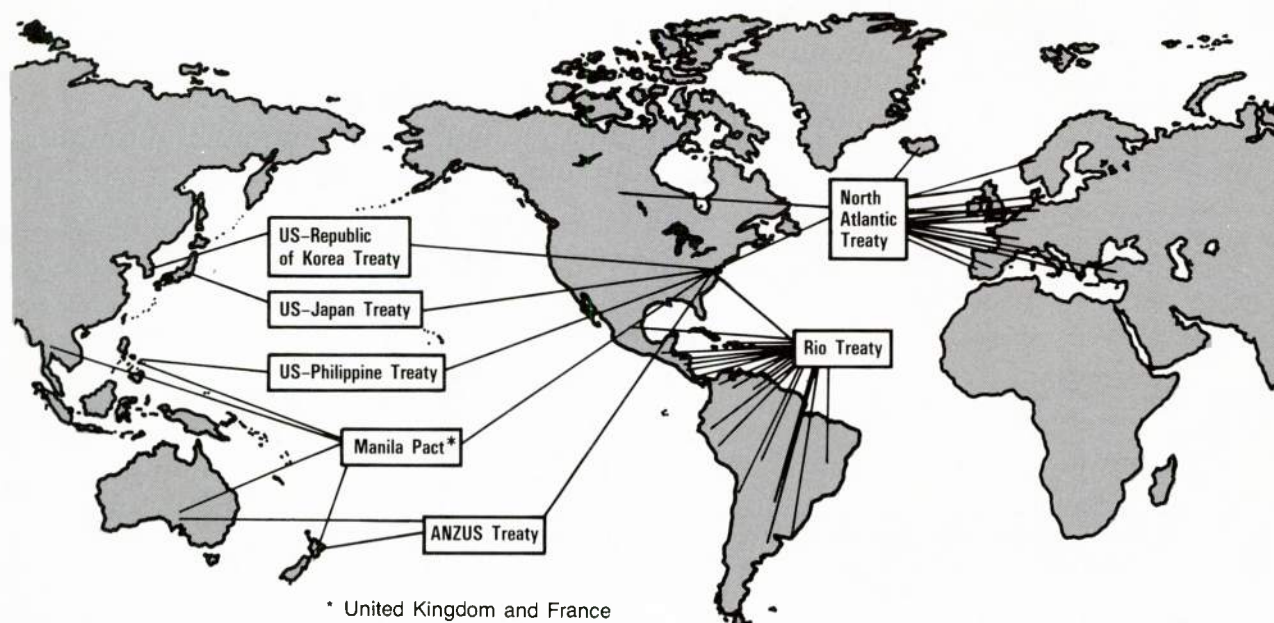 North
Atlantic
Treaty
US-Republic
of Korea Treaty
US-Japan Treaty
US-Philippine Treaty
Rio Treaty
Manila Pact*
ANZUS Treaty
* United Kingdom and France